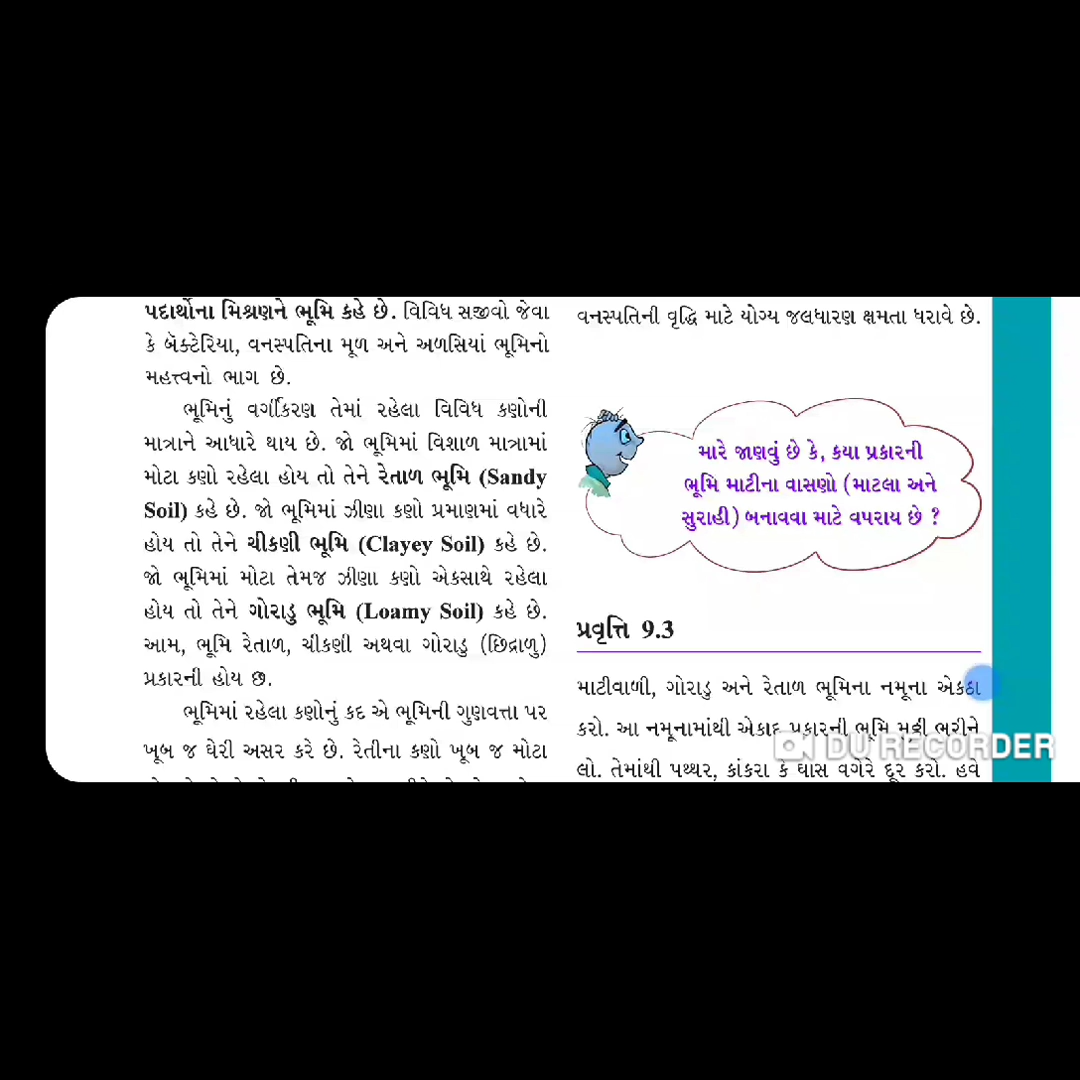 પદાર્થોના મિશ્રણને ભૂમિ કહે છે. વિવિધ સજીવો જેવા
કે બૅક્ટેરિયા, વનસ્પતિના મૂળ અને અળસિયાં ભૂમિનો
મહત્ત્વનો ભાગ છે.
ભૂમિનું વર્ગીકરણ તેમાં રહેલા વિવિધ કણોની
માત્રાને આધારે થાય છે. જો ભૂમિમાં વિશાળ માત્રામાં
મોટા કણો રહેલા હોય તો તેને રેતાળ ભૂમિ (Sandy
Soil) કહે છે. જો ભૂમિમાં ઝીણા કણો પ્રમાણમાં વધારે
હોય તો તેને ચીકણી ભૂમિ (Clayey Soil) કહે છે.
જો ભૂમિમાં મોટા તેમજ ઝીણા કણો એકસાથે રહેલા
હોય તો તેને ગોરાડુ ભૂમિ (Loamy Soil) કહે છે.
આમ, ભૂમિ રેતાળ, ચીકણી અથવા ગોરાડુ (છિદ્રાળુ)
પ્રકારની હોય છે.
ભૂમિમાં રહેલા કણોનું કદ એ ભૂમિની ગુણવત્તા પર
ખૂબ જ ઘેરી અસર કરે છે. રેતીના કણો ખૂબ જ મોટા
વનસ્પતિની વૃદ્ધિ માટે યોગ્ય જલધારણ ક્ષમતા ધરાવે છે.
મારે જાણવું છે કે, કયા પ્રકારની
ભૂમિ માટીના વાસણો (માટલા અને
સુરાહી) બનાવવા માટે વપરાય છે ?
પ્રવૃત્તિ 9.3
માટીવાળી, ગોરાડુ અને રેતાળ ભૂમિના નમૂના એકઠા
કરો. આ નમૂનામાંથી એકાદ પ્રકારની ભૂમિ મુઠ્ઠી ભરીને
લો. તેમાંથી પથ્થર, કાંકરા કે ઘાસ વગેરે દૂર કરો. હવે
DU RECORDER